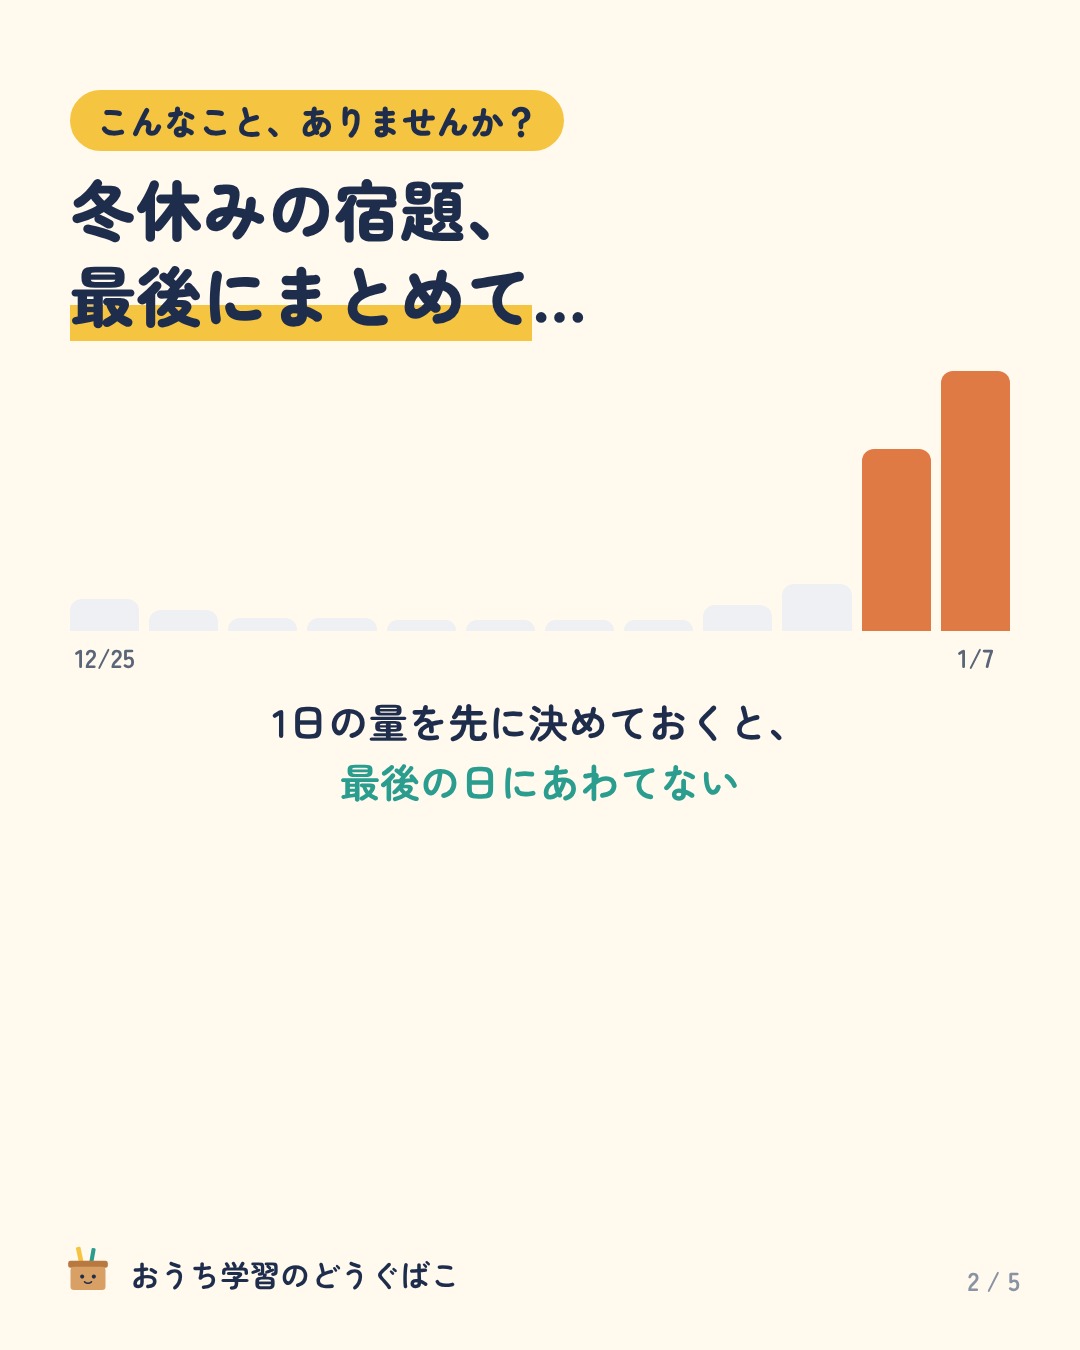 こんなこと、ありませんか？
冬休みの宿題、
最後にまとめて…
12/25
1/7
1日の量を先に決めておくと、
最後の日にあわてない
おうち学習のどうぐばこ
2 / 5